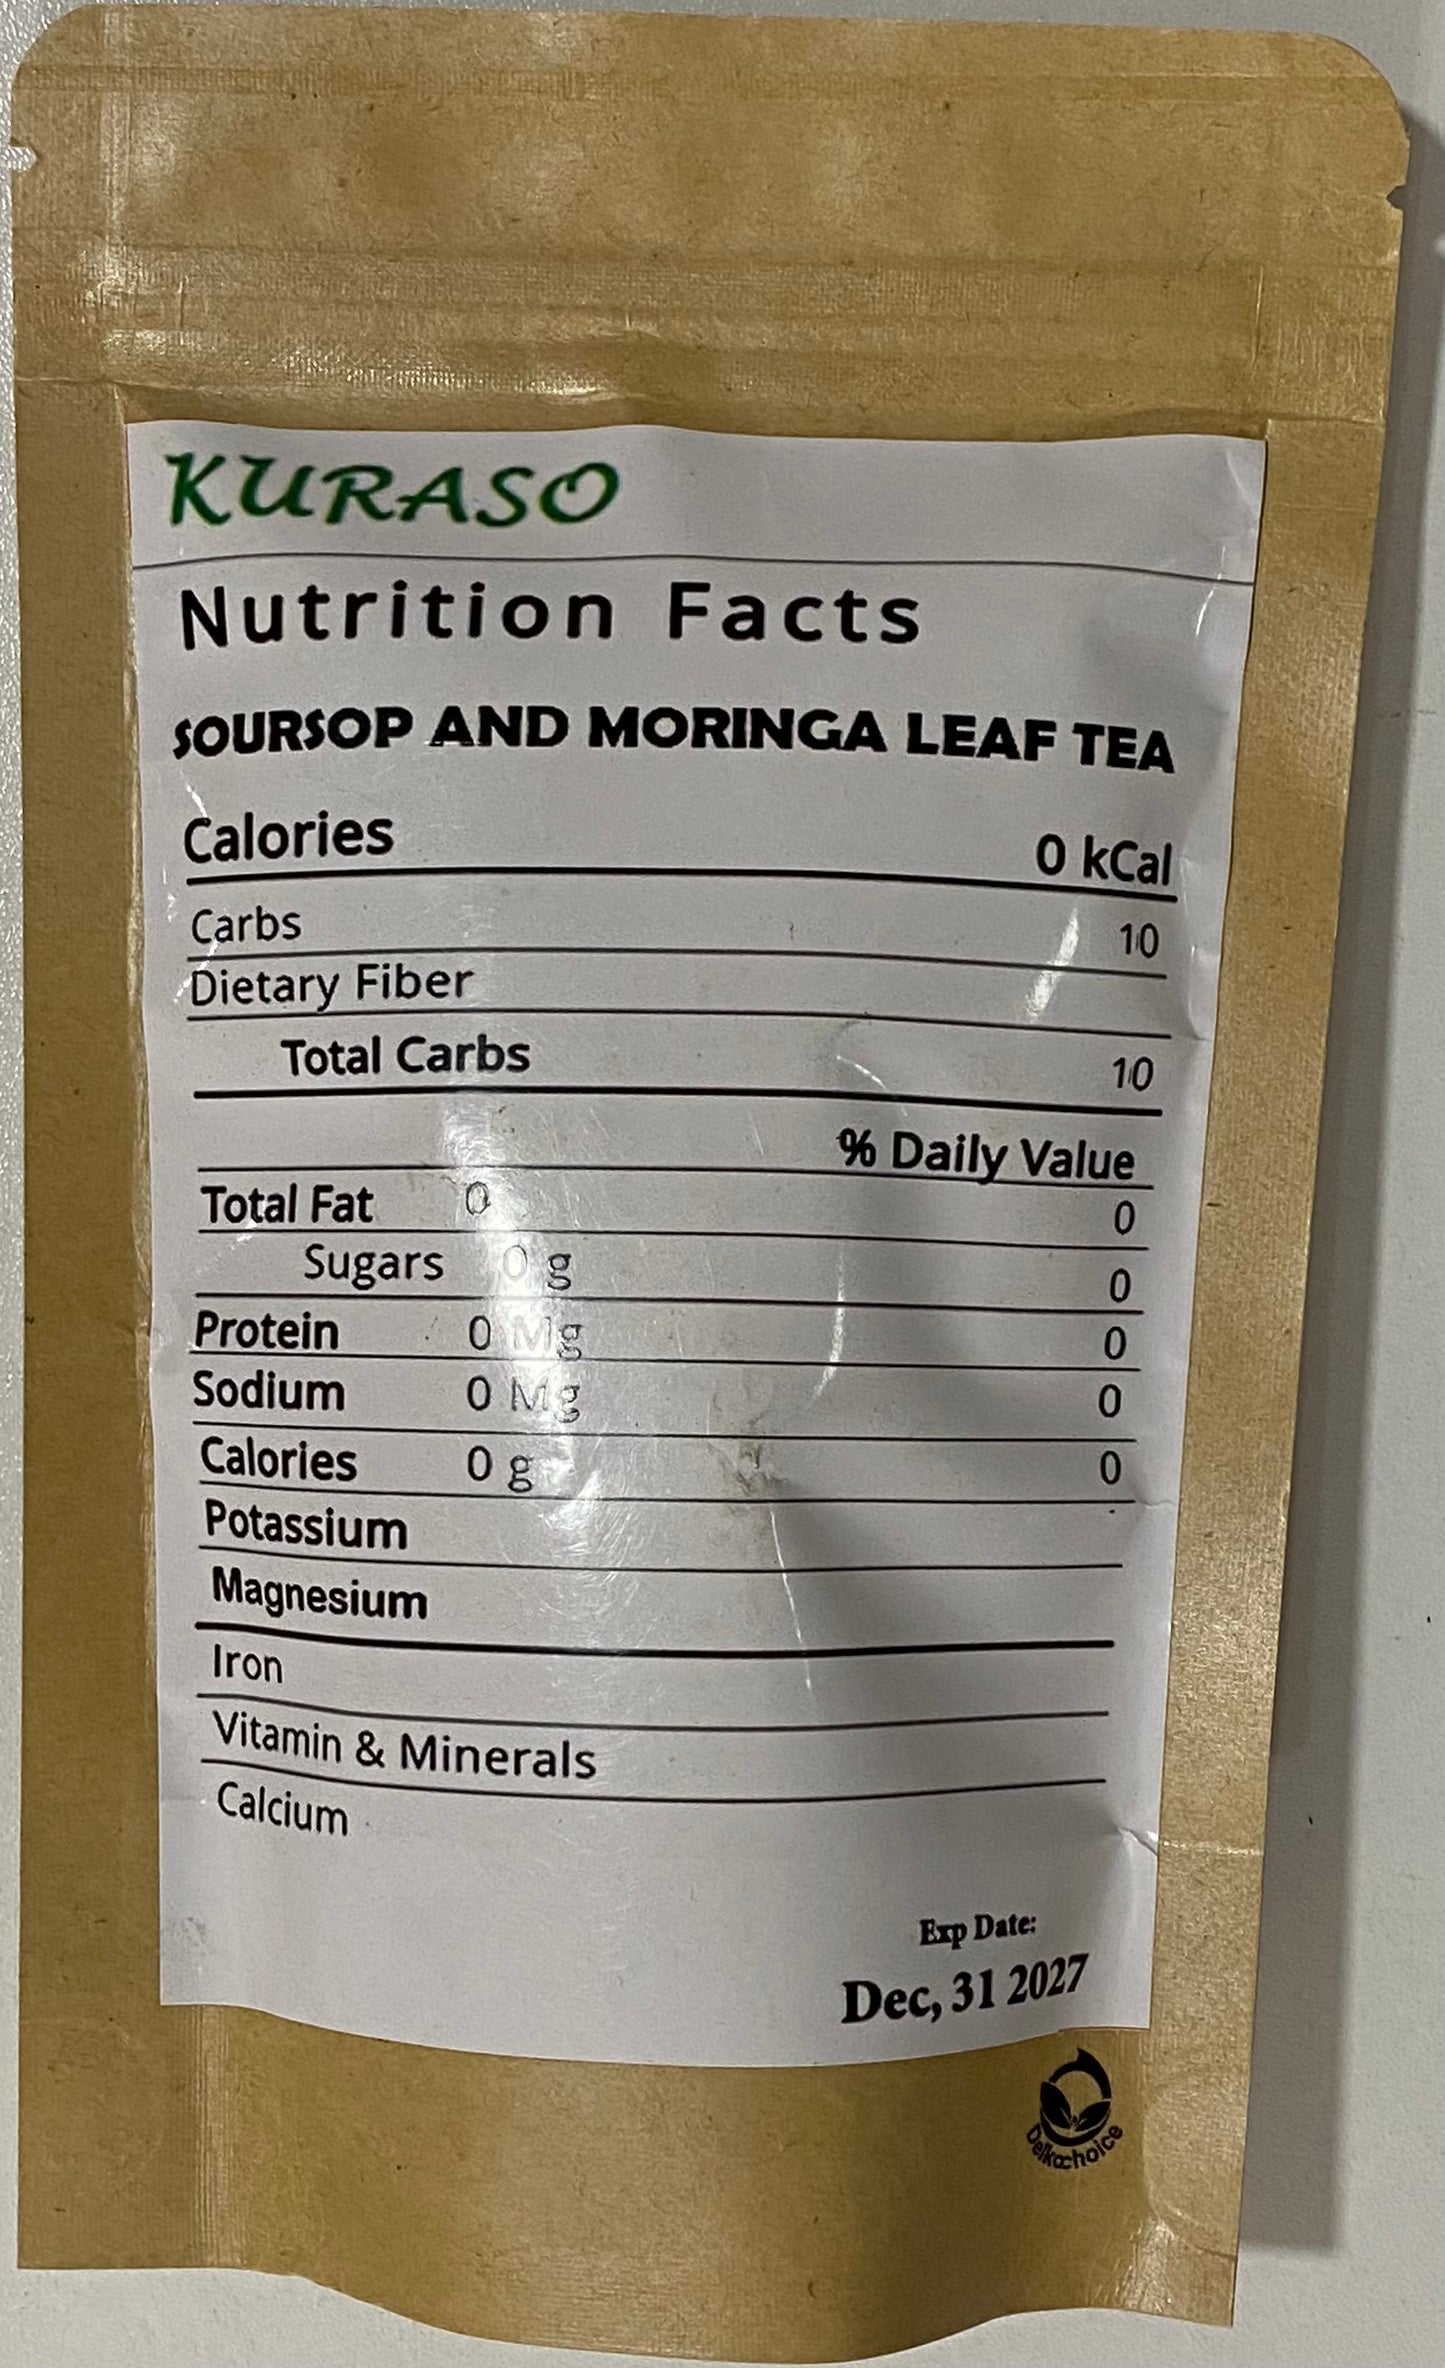 KURASO
Nutrition Facts
SOURSOP AND MORINGA LEAF TEA
Calories 0 kCal
Carbs 10
Dietary Fiber
Total Carbs 10
% Daily Value
Total Fat 0 0
Sugars 0 g 0
Protein 0 Mg 0
Sodium 0 Mg 0
Calories 0 g 0
Potassium
Magnesium
Iron
Vitamin & Minerals
Calcium
Exp Date:
Dec, 31 2027